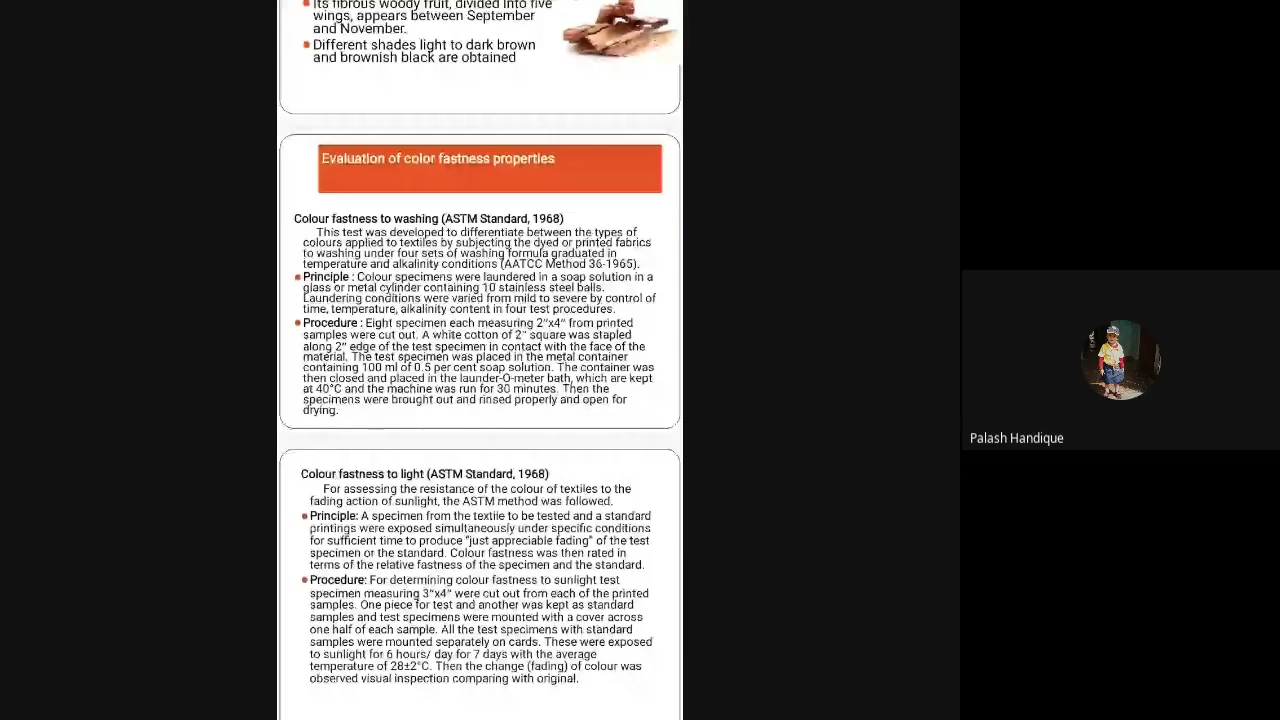 Its fibrous woody fruit, divided into five
wings, appears between September
and November.
Different shades light to dark brown
and brownish black are obtained
Evaluation of color fastness properties
Colour fastness to washing (ASTM Standard, 1968)
This test was developed to differentiate between the types of
colours applied to textiles by subjecting the dyed or printed fabrics
to washing under four sets of washing formula graduated in
temperature and alkalinity conditions (AATCC Method 36-1965).
Principle : Colour specimens were laundered in a soap solution in a
glass or metal cylinder containing 10 stainless steel balls.
Laundering conditions were varied from mild to severe by control of
time, temperature, alkalinity content in four test procedures.
Procedure : Eight specimen each measuring 2"x4" from printed
samples were cut out. A white cotton of 2" square was stapled
along 2" edge of the test specimen in contact with the face of the
material. The test specimen was placed in the metal container
containing 100 ml of 0.5 per cent soap solution. The container was
then closed and placed in the launder-O-meter bath, which are kept
at 40°C and the machine was run for 30 minutes. Then the
specimens were brought out and rinsed properly and open for
drying.
Colour fastness to light (ASTM Standard, 1968)
For assessing the resistance of the colour of textiles to the
fading action of sunlight, the ASTM method was followed.
Principle: A specimen from the textile to be tested and a standard
printings were exposed simultaneously under specific conditions
for sufficient time to produce "just appreciable fading" of the test
specimen or the standard. Colour fastness was then rated in
terms of the relative fastness of the specimen and the standard.
Procedure: For determining colour fastness to sunlight test
specimen measuring 3"x4" were cut out from each of the printed
samples. One piece for test and another was kept as standard
samples and test specimens were mounted with a cover across
one half of each sample. All the test specimens with standard
samples were mounted separately on cards. These were exposed
to sunlight for 6 hours/ day for 7 days with the average
temperature of 28±2°C. Then the change (fading) of colour was
observed visual inspection comparing with original.
Palash Handique